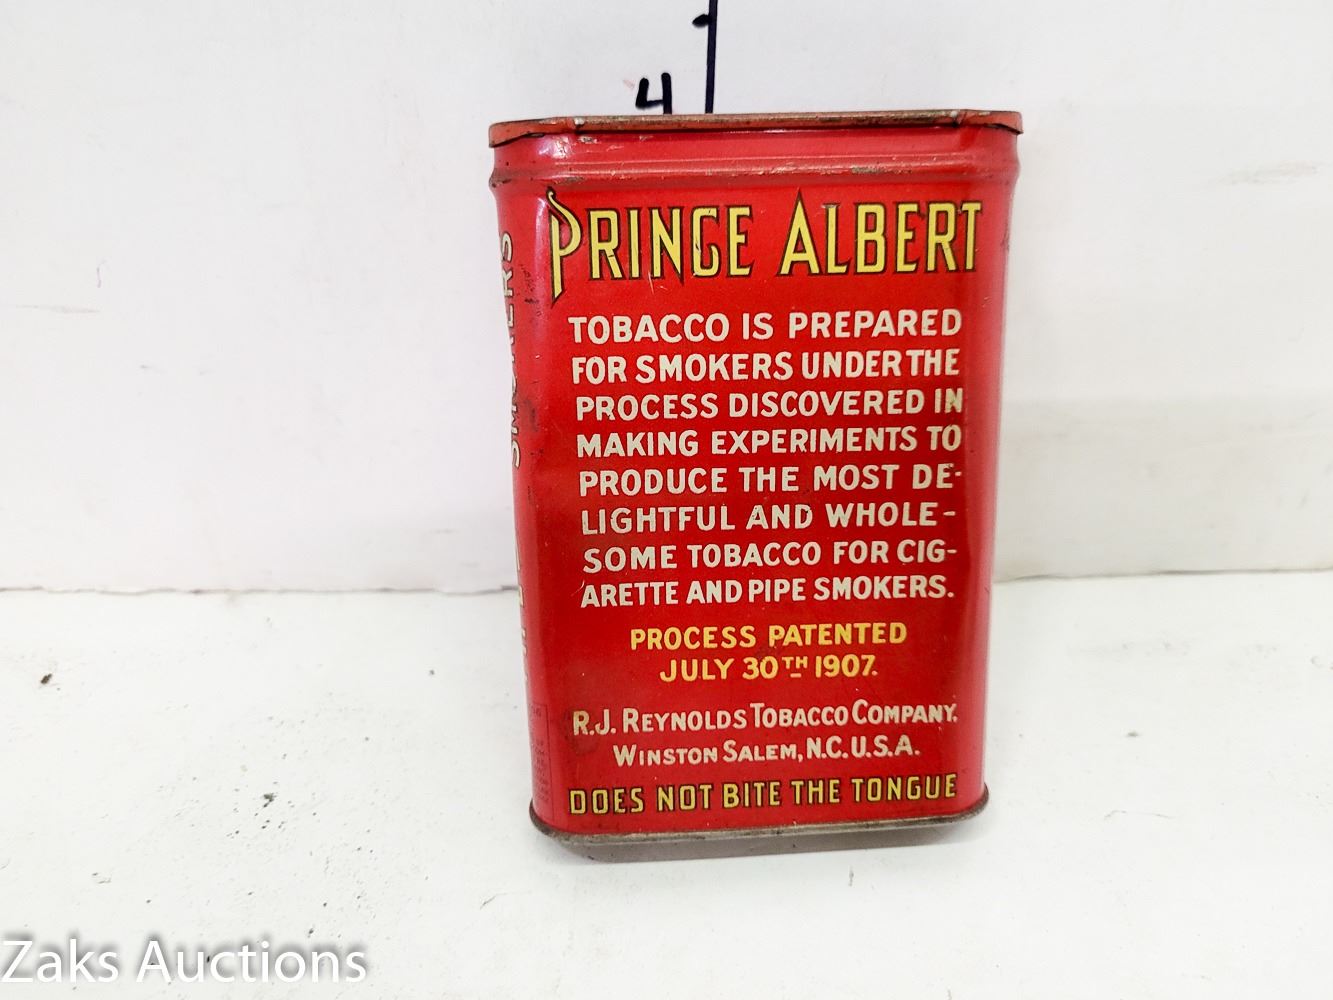 4
PRINCE ALBERT
TOBACCO IS PREPARED
FOR SMOKERS UNDER THE
PROCESS DISCOVERED IN
MAKING EXPERIMENTS TO
PRODUCE THE MOST DE-
LIGHTFUL AND WHOLE-
SOME TOBACCO FOR CIG-
ARETTE AND PIPE SMOKERS.
PROCESS PATENTED
JULY 30TH 1907.
R.J. REYNOLDS TOBACCO COMPANY.
WINSTON SALEM, N.C. U.S.A.
DOES NOT BITE THE TONGUE
SMOKERS
Zaks Auctions